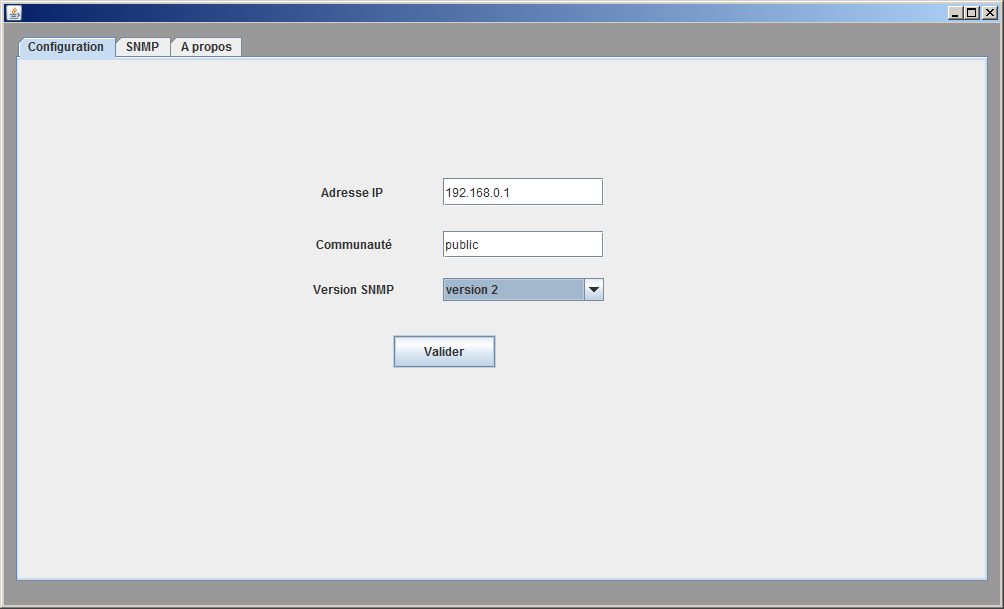 Configuration SNMP A propos
Adresse IP 192.168.0.1
Communauté public
Version SNMP version 2
Valider